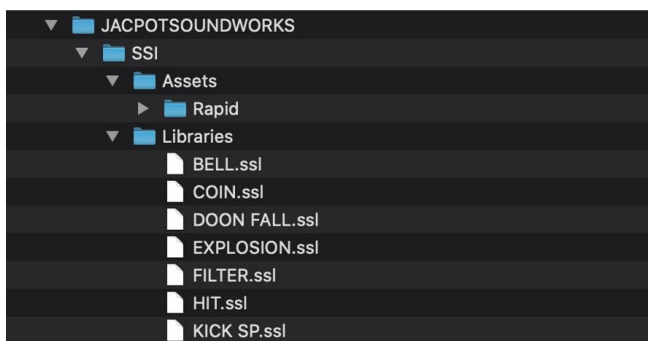 JACPOTSOUNDWORKS
SSI
Assets
Rapid
Libraries
BELL.ssl
COIN.ssl
DOON FALL.ssl
EXPLOSION.ssl
FILTER.ssl
HIT.ssl
KICK SP.ssl